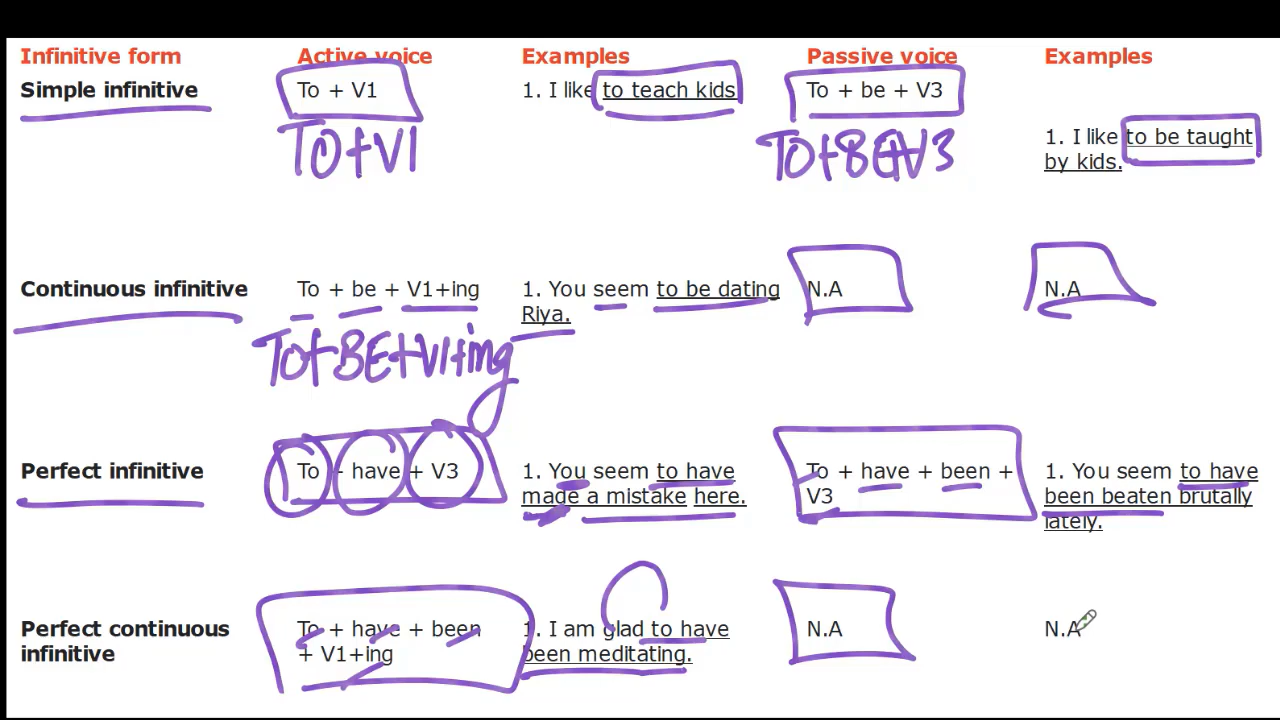 Infinitive form Active voice Examples Passive voice Examples
Simple infinitive To + V1 1. I like to teach kids. To + be + V3
1. I like to be taught
by kids.
TO+V1 TO+BE+V3
Continuous infinitive To + be + V1+ing 1. You seem to be dating N.A N.A
Riya.
TO+BE+V1+ing
Perfect infinitive To + have + V3 1. You seem to have To + have + been + 1. You seem to have
made a mistake here. V3 been beaten brutally
lately.
Perfect continuous To + have + been 1. I am glad to have N.A N.A
infinitive + V1+ing been meditating.